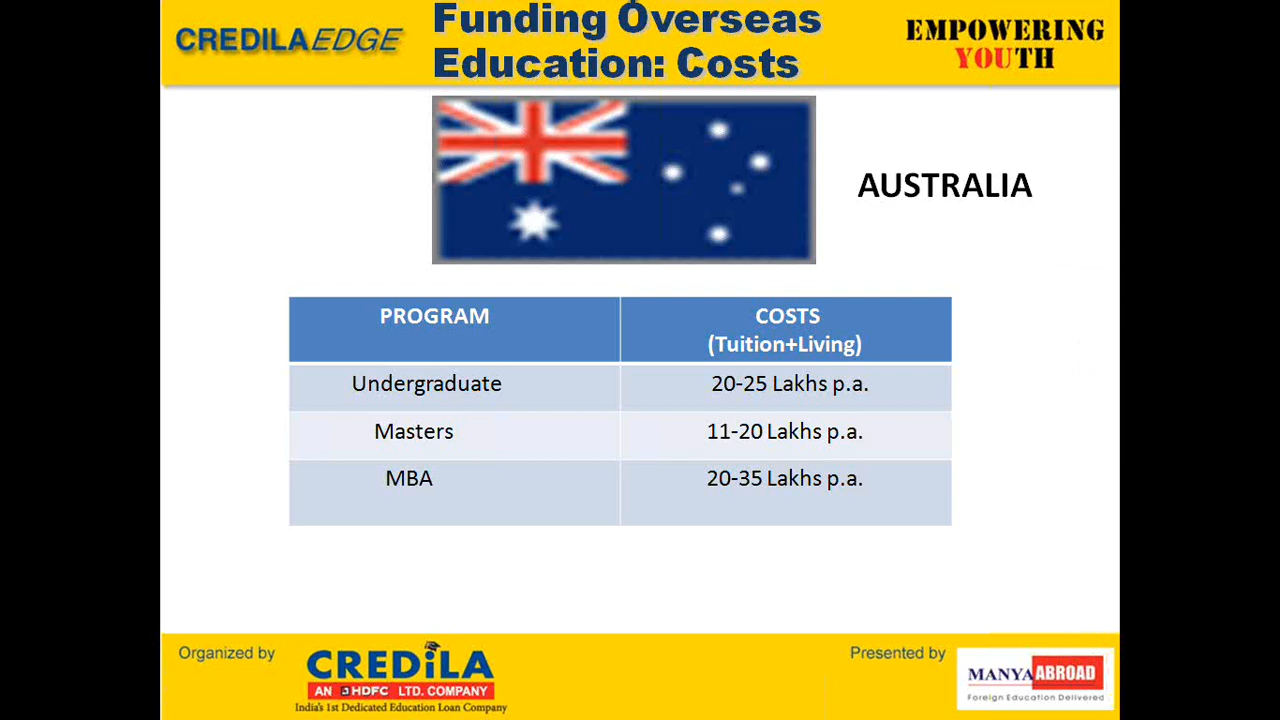 CREDILA EDGE
Funding Overseas
Education: Costs
EMPOWERING
YOUTH
AUSTRALIA
PROGRAM
COSTS
(Tuition+Living)
Undergraduate
20-25 Lakhs p.a.
Masters
11-20 Lakhs p.a.
MBA
20-35 Lakhs p.a.
Organized by
CREDiLA
AN HDFC LTD. COMPANY
India's 1st Dedicated Education Loan Company
Presented by
MANYA ABROAD
Foreign Education Delivered